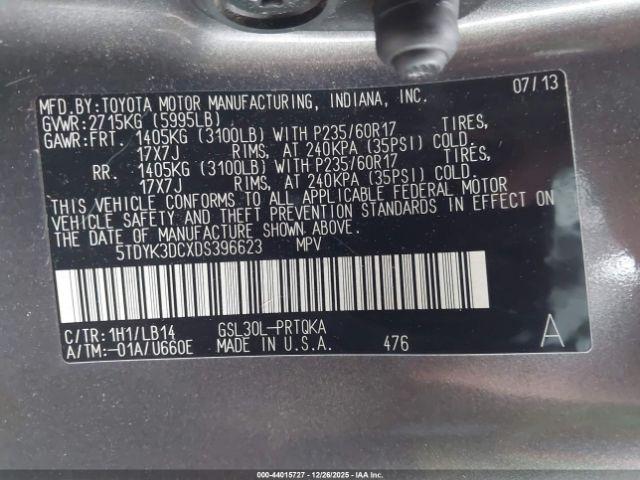 MFD.BY:TOYOTA MOTOR MANUFACTURING, INDIANA, INC. 07/13
GVWR:2715KG (5995LB)
GAWR:FRT. 1405KG (3100LB) WITH P235/60R17 TIRES,
17X7J RIMS, AT 240KPA (35PSI) COLD.
RR. 1405KG (3100LB) WITH P235/60R17 TIRES,
17X7J RIMS, AT 240KPA (35PSI) COLD.
THIS VEHICLE CONFORMS TO ALL APPLICABLE FEDERAL MOTOR
VEHICLE SAFETY AND THEFT PREVENTION STANDARDS IN EFFECT ON
THE DATE OF MANUFACTURE SHOWN ABOVE.
5TDYK3DCXDS396623 MPV
C/TR:1H1/LB14 GSL30L-PRTQKA
A/TM:-01A/U660E MADE IN U.S.A. 476 A
000-44015727 - 12/26/2025 - IAAI.com